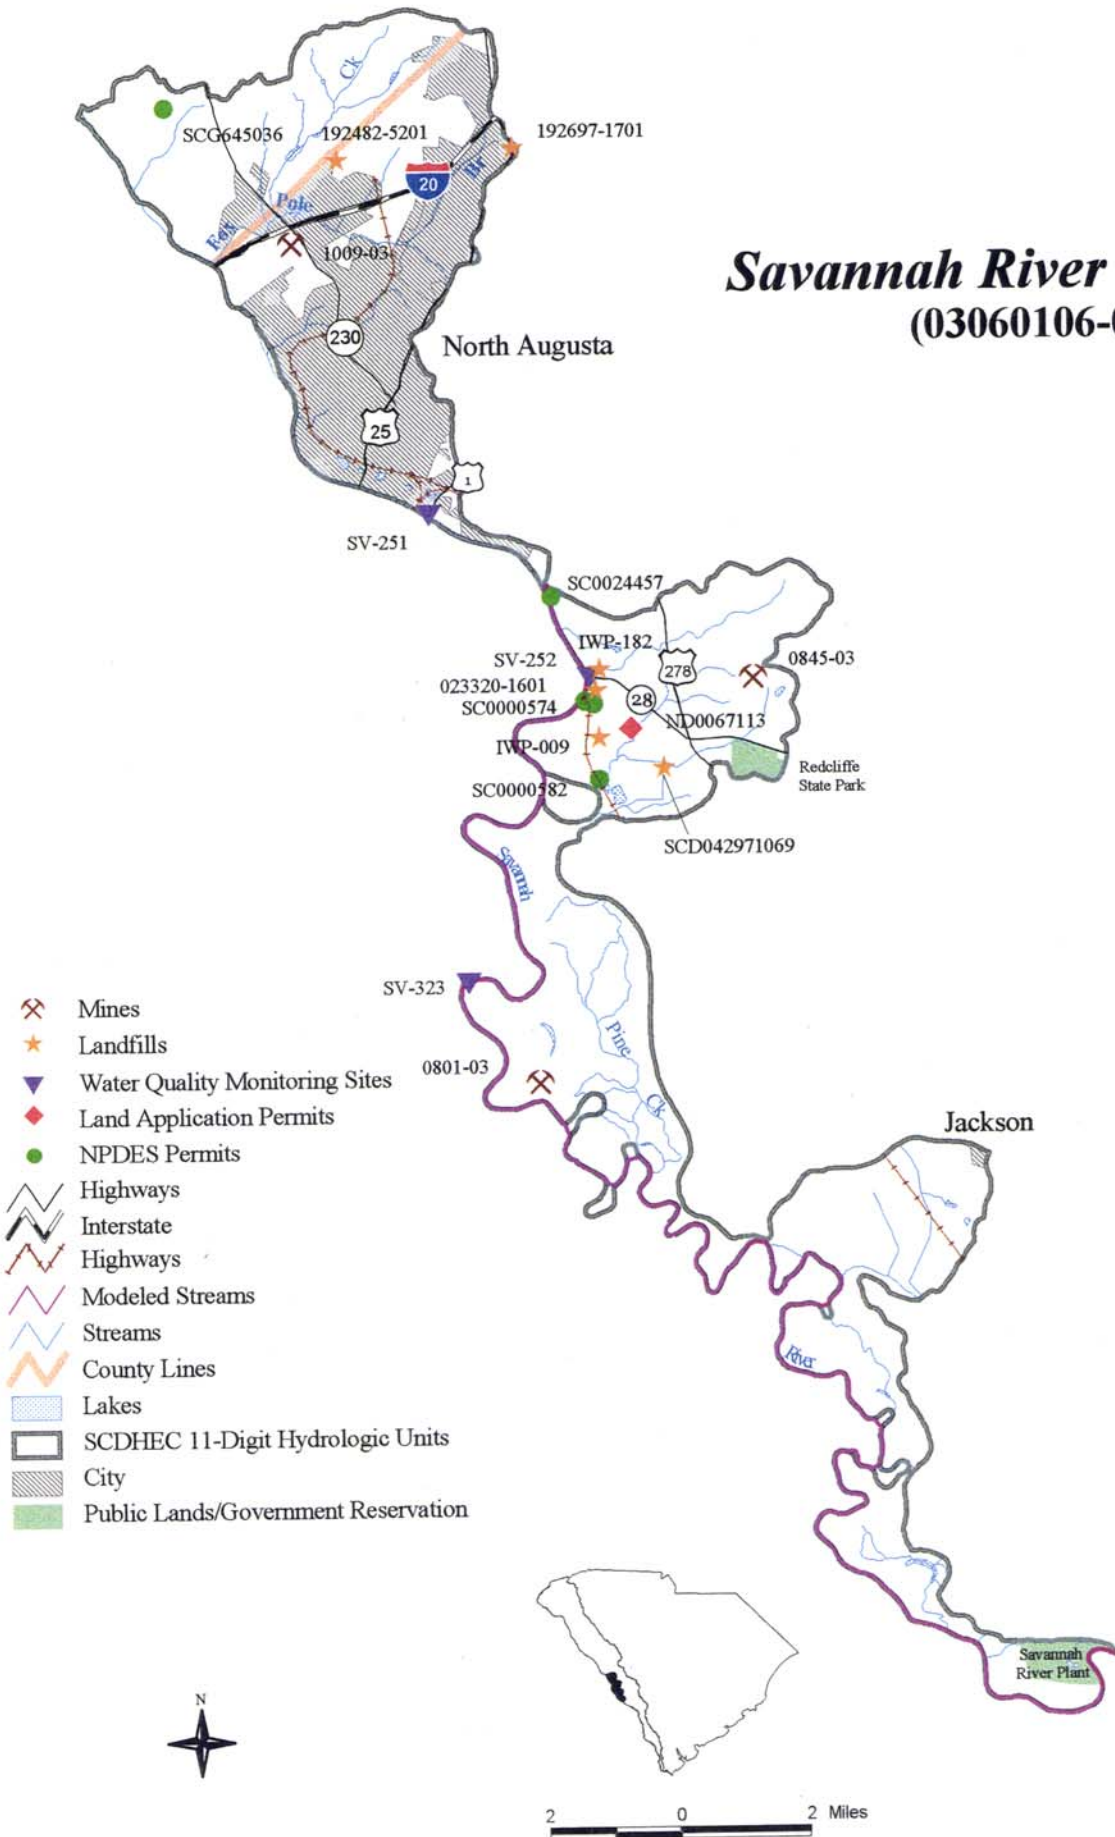 Ck
SCG645036
192482-5201
192697-1701
20
Br
Pole
Fox
1009-03
Savannah River
(03060106-0
230
North Augusta
25
1
SV-251
SC0024457
IWP-182
SV-252
278
0845-03
023320-1601
28
SC0000574
ND0067113
IWP-009
Redcliffe
State Park
SC0000582
SCD042971069
Savannah
SV-323
Pine
0801-03
Ck
Jackson
River
Mines
Landfills
Water Quality Monitoring Sites
Land Application Permits
NPDES Permits
Highways
Interstate
Highways
Modeled Streams
Streams
County Lines
Lakes
SCDHEC 11-Digit Hydrologic Units
City
Public Lands/Government Reservation
Savannah
River Plant
N
2 0 2 Miles